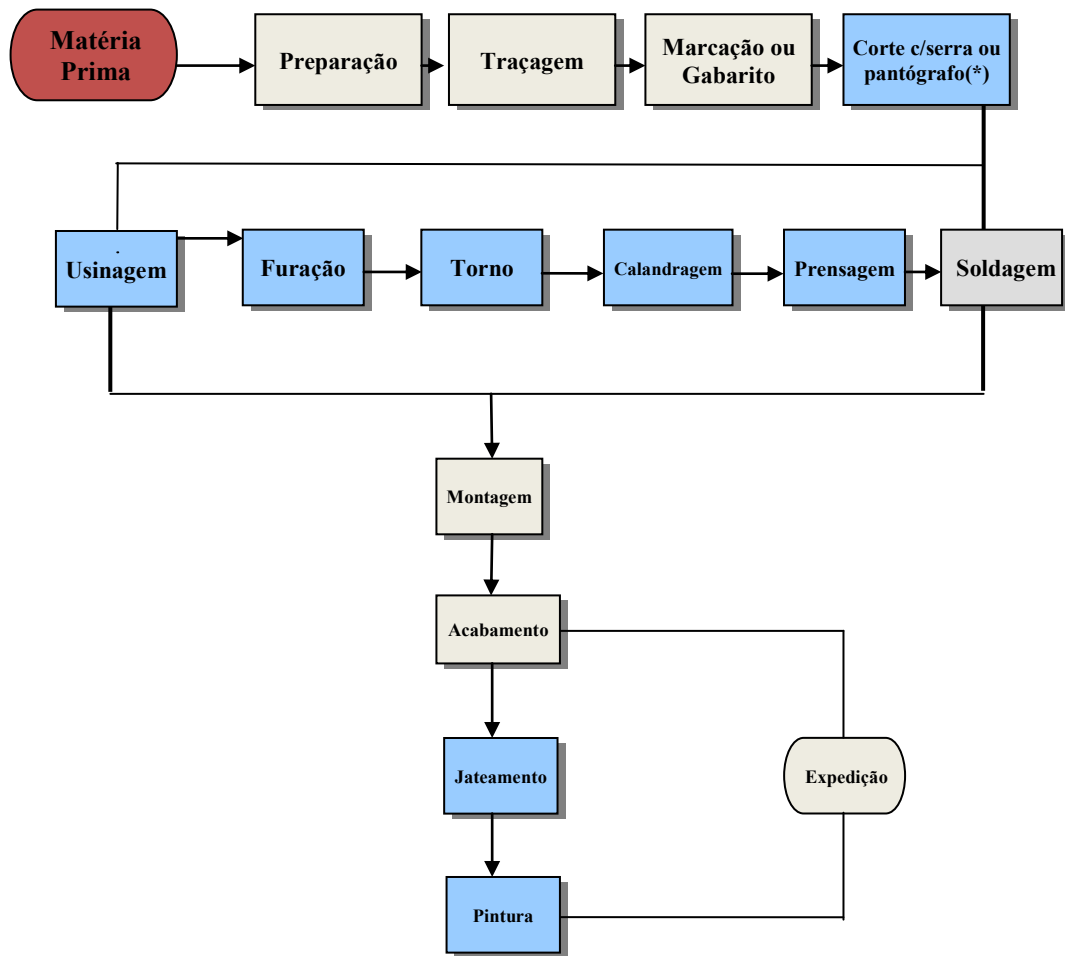 Matéria
Prima
Preparação
Traçagem
Marcação ou
Gabarito
Corte c/serra ou
pantógrafo(*)
.
Usinagem
Furação
Torno
Calandragem
Prensagem
Soldagem
Montagem
Acabamento
Jateamento
Expedição
Pintura